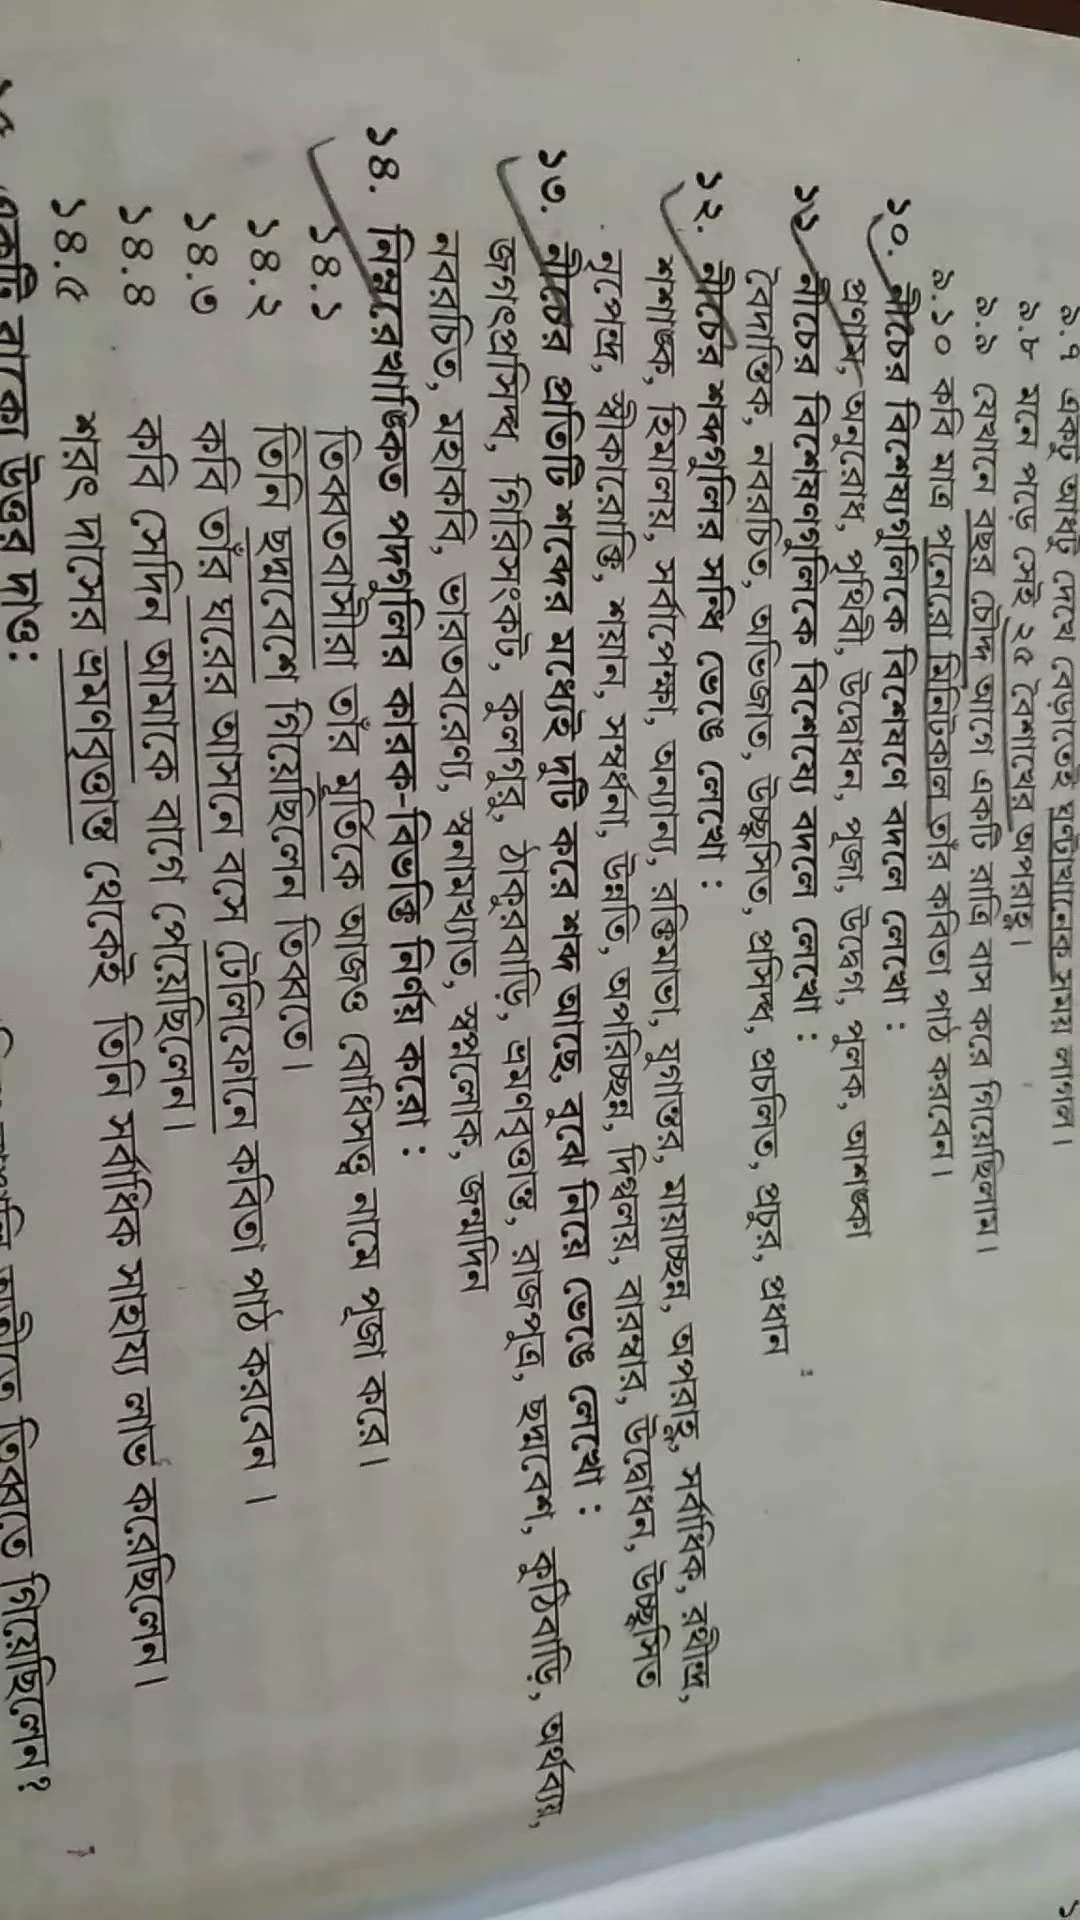 ৯.৭ একটু আধটু দেখে বেড়াতেই ঘণ্টাখানেক সময় লাগল।
৯.৮ মনে পড়ে সেই ২৫ বৈশাখের অপরাহ্ণ।
৯.৯ যেখানে বছর চৌদ্দ আগে একটি রাত্রি বাস করে গিয়েছিলাম।
৯.১০ কবি মাত্র পনেরো মিনিটকাল তাঁর কবিতা পাঠ করবেন।
১০. নীচের বিশেষ্যগুলিকে বিশেষণে বদলে লেখো :
প্রণাম, অনুরোধ, পৃথিবী, উদ্বোধন, পূজা, উদ্বেগ, পুলক, আশঙ্কা
১১. নীচের বিশেষণগুলিকে বিশেষ্যে বদলে লেখো :
বৈদান্তিক, নবরচিত, অভিজাত, উচ্ছ্বসিত, প্রসিদ্ধ, প্রচলিত, প্রচুর, প্রধান
১২. নীচের শব্দগুলির সন্ধি ভেঙে লেখো :
শশাঙ্ক, হিমালয়, সর্বাপেক্ষা, অন্যান্য, রক্তিমাভা, যুগান্তর, মায়াচ্ছন্ন, অপরাহ্ণ, সর্বাধিক, রথীন্দ্র,
নৃপেন্দ্র, স্বীকারোক্তি, শয়ান, সম্বর্ধনা, উন্নতি, অপরিচ্ছন্ন, দিগ্বলয়, বারম্বার, উদ্বোধন, উচ্ছ্বসিত
১৩. নীচের প্রতিটি শব্দের মধ্যেই দুটি করে শব্দ আছে, বুঝে নিয়ে ভেঙে লেখো :
জগৎপ্রসিদ্ধ, গিরিসংকট, কুলগুরু, ঠাকুরবাড়ি, ভ্রমণবৃত্তান্ত, রাজপুত্র, ছদ্মবেশ, কুঠিবাড়ি, অর্থব্যয়,
নবরচিত, মহাকবি, ভারতবরেণ্য, স্বনামখ্যাত, স্বপ্নলোক, জন্মদিন
১৪. নিম্নরেখাঙ্কিত পদগুলির কারক-বিভক্তি নির্ণয় করো :
১৪.১ তিব্বতবাসীরা তাঁর মূর্তিকে আজও বোধিসত্ত্ব নামে পূজা করে।
১৪.২ তিনি ছদ্মবেশে গিয়েছিলেন তিব্বতে।
১৪.৩ কবি তাঁর ঘরের আসনে বসে টেলিফোনে কবিতা পাঠ করবেন ।
১৪.৪ কবি সেদিন আমাকে বাগে পেয়েছিলেন।
১৪.৫ শরৎ দাসের ভ্রমণবৃত্তান্ত থেকেই তিনি সর্বাধিক সাহায্য লাভ করেছিলেন।
একটি বাক্যে উত্তর দাও:
তিব্বতে গিয়েছিলেন?